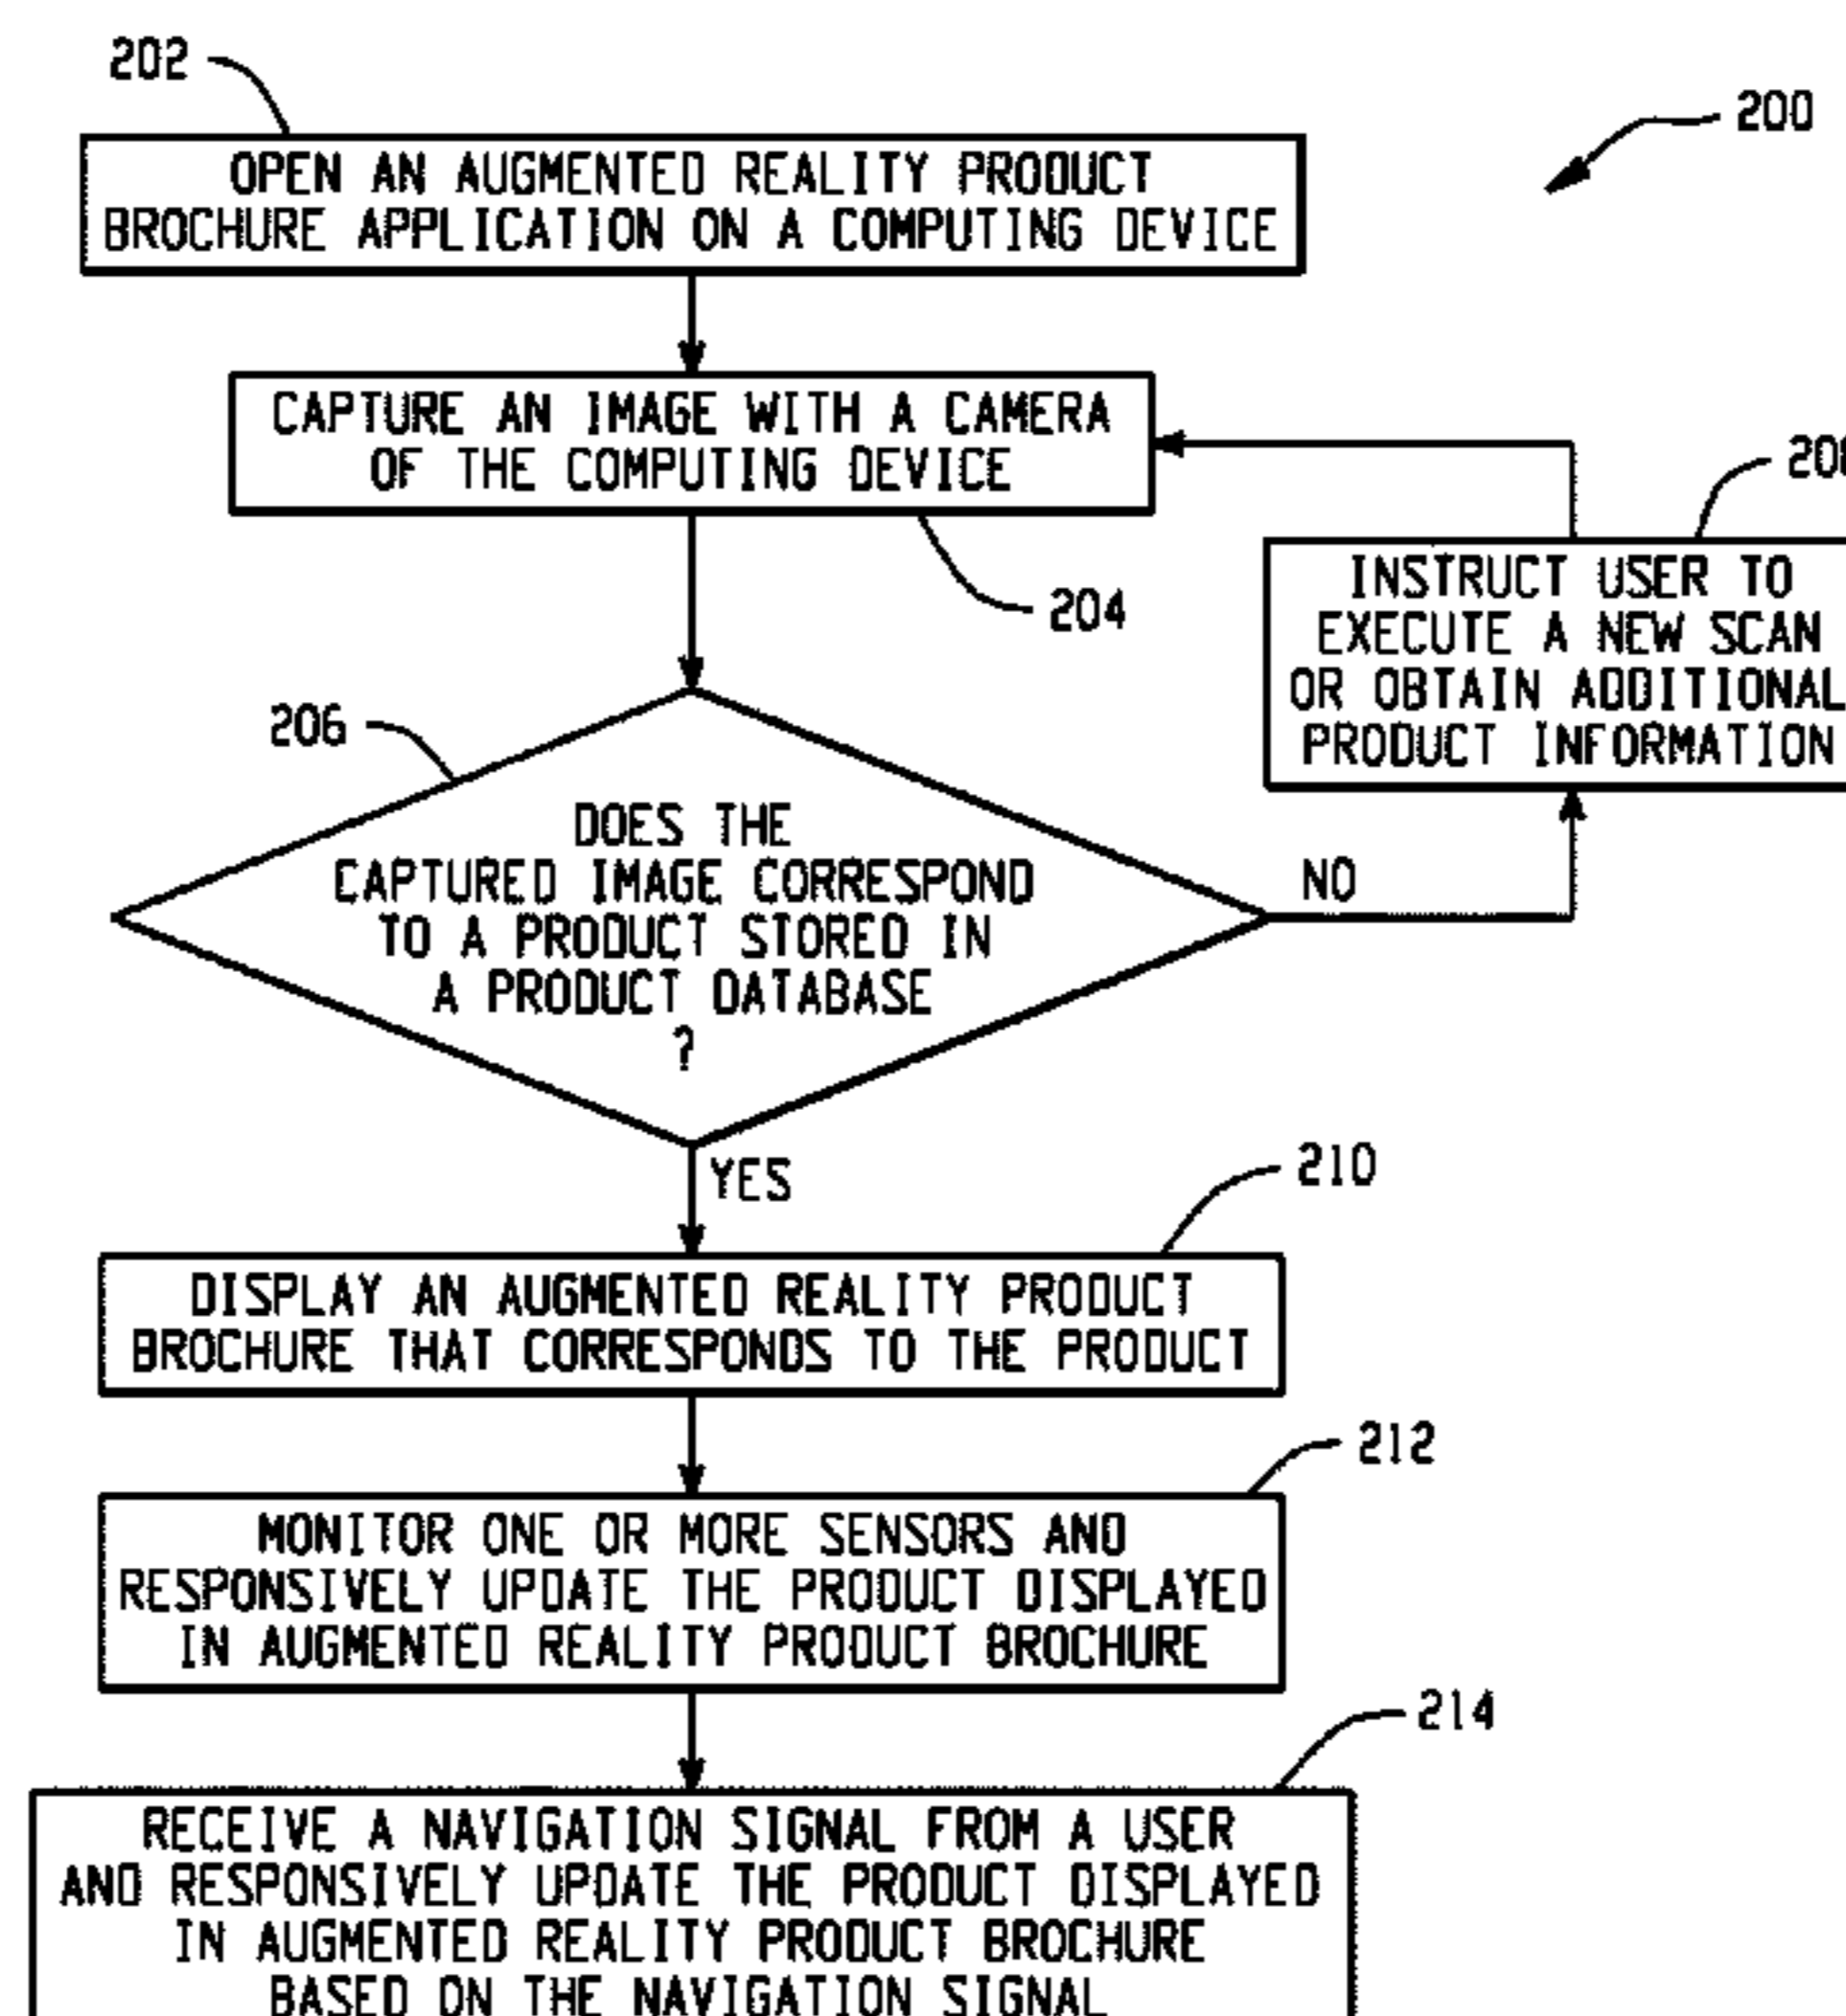 202
200
OPEN AN AUGMENTED REALITY PRODUCT
BROCHURE APPLICATION ON A COMPUTING DEVICE
CAPTURE AN IMAGE WITH A CAMERA
OF THE COMPUTING DEVICE
204
INSTRUCT USER TO
EXECUTE A NEW SCAN
OR OBTAIN ADDITIONAL
PRODUCT INFORMATION
206
DOES THE
CAPTURED IMAGE CORRESPOND
TO A PRODUCT STORED IN
A PRODUCT DATABASE
?
NO
YES
210
DISPLAY AN AUGMENTED REALITY PRODUCT
BROCHURE THAT CORRESPONDS TO THE PRODUCT
212
MONITOR ONE OR MORE SENSORS AND
RESPONSIVELY UPDATE THE PRODUCT DISPLAYED
IN AUGMENTED REALITY PRODUCT BROCHURE
214
RECEIVE A NAVIGATION SIGNAL FROM A USER
AND RESPONSIVELY UPDATE THE PRODUCT DISPLAYED
IN AUGMENTED REALITY PRODUCT BROCHURE
BASED ON THE NAVIGATION SIGNAL